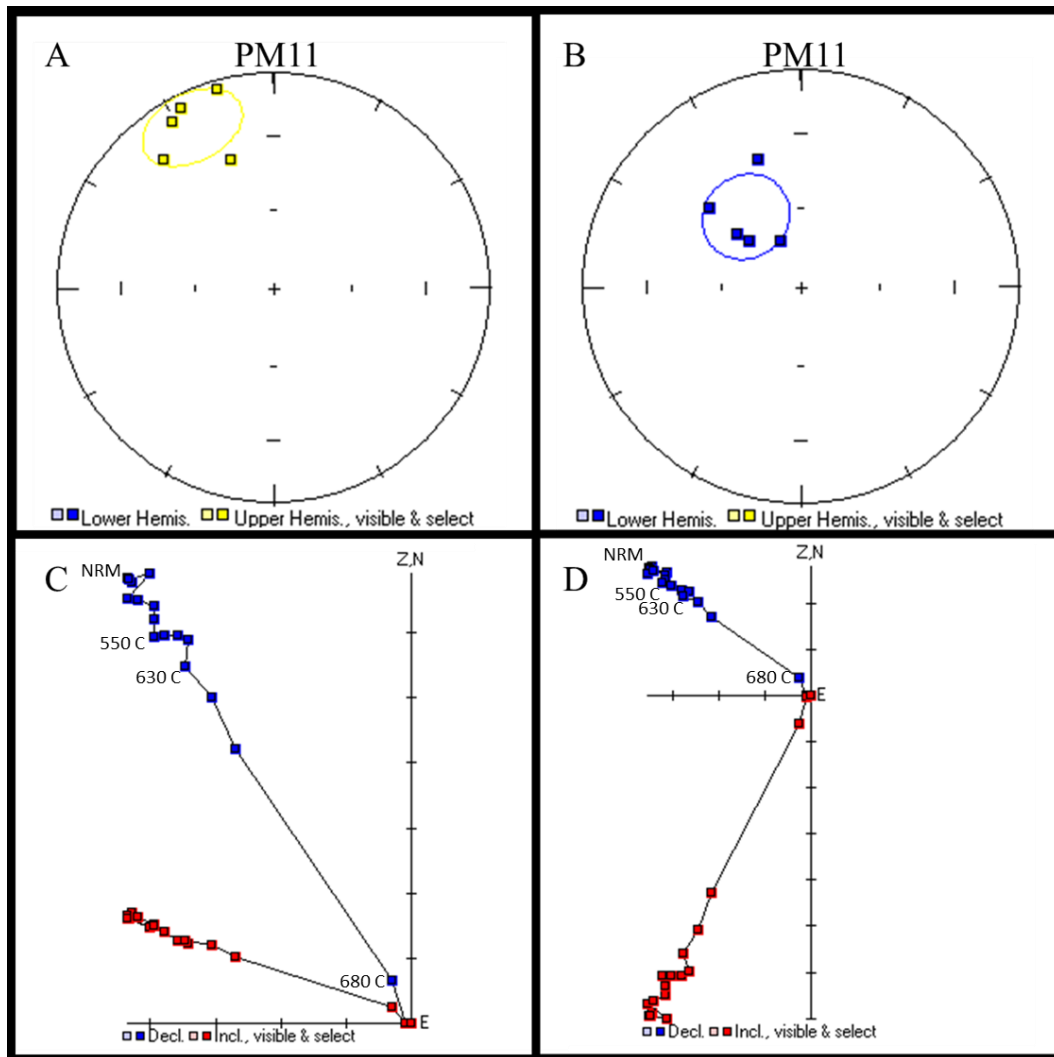 A
PM11
Lower Hemis. Upper Hemis., visible & select
B
PM11
Lower Hemis. Upper Hemis., visible & select
C
Z,N
NRM
550 C
630 C
680 C
E
Decl. Incl., visible & select
D
Z,N
NRM
550 C
630 C
680 C
E
Decl. Incl., visible & select